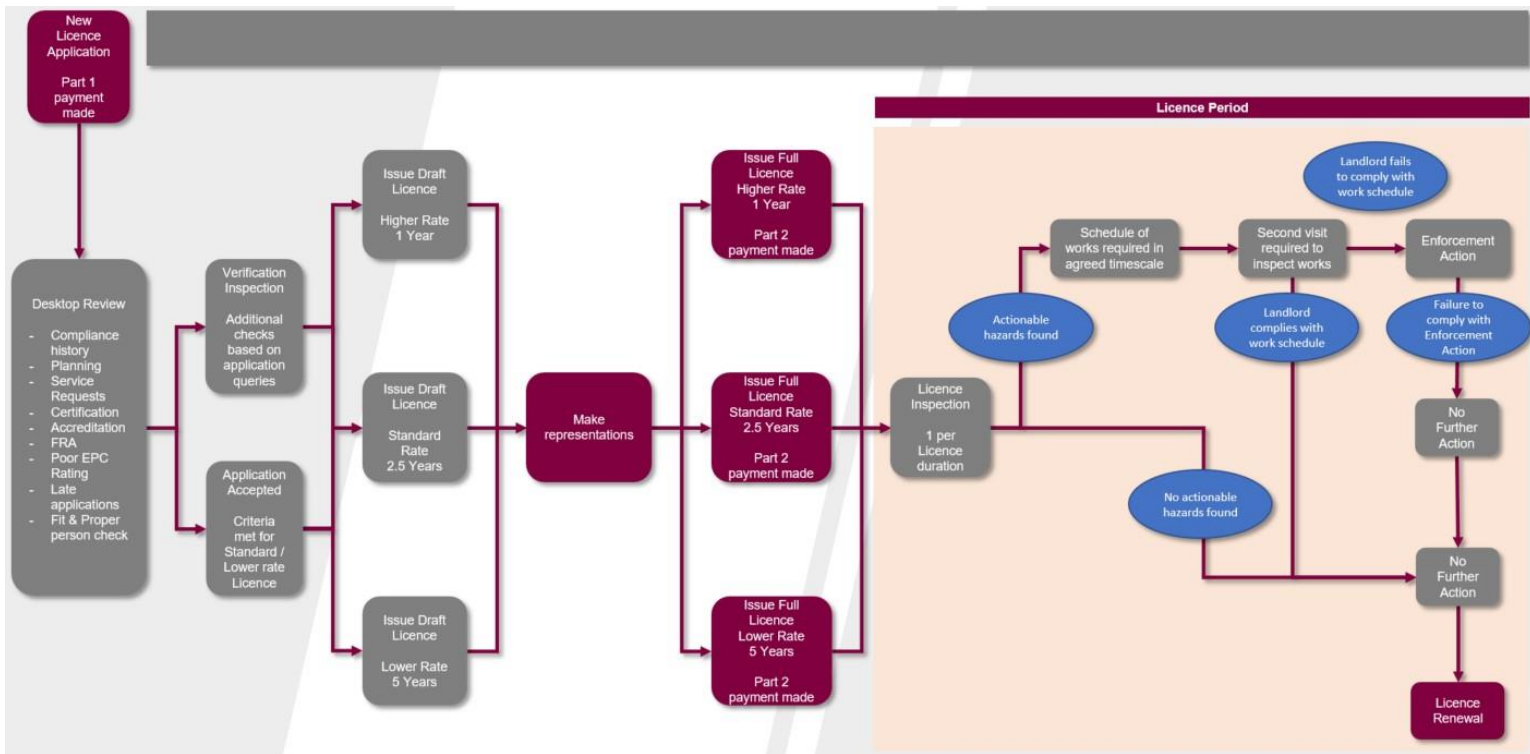 New
Licence
Application
Part 1
payment
made
Licence Period
Desktop Review
- Compliance
history
- Planning
- Service
Requests
- Certification
- Accreditation
- FRA
- Poor EPC
Rating
- Late
applications
- Fit & Proper
person check
Verification
Inspection
Additional
checks
based on
application
queries
Application
Accepted
Criteria
met for
Standard /
Lower rate
Licence
Issue Draft
Licence
Higher Rate
1 Year
Issue Draft
Licence
Standard
Rate
2.5 Years
Issue Draft
Licence
Lower Rate
5 Years
Make
representations
Issue Full
Licence
Higher Rate
1 Year
Part 2
payment made
Issue Full
Licence
Standard Rate
2.5 Years
Part 2
payment made
Issue Full
Licence
Lower Rate
5 Years
Part 2
payment made
Licence
Inspection
1 per
Licence
duration
Actionable
hazards found
Schedule of
works required in
agreed timescale
Second visit
required to
inspect works
Landlord fails
to comply with
work schedule
Enforcement
Action
Landlord
complies with
work schedule
Failure to
comply with
Enforcement
Action
No
Further
Action
No actionable
hazards found
No
Further
Action
Licence
Renewal